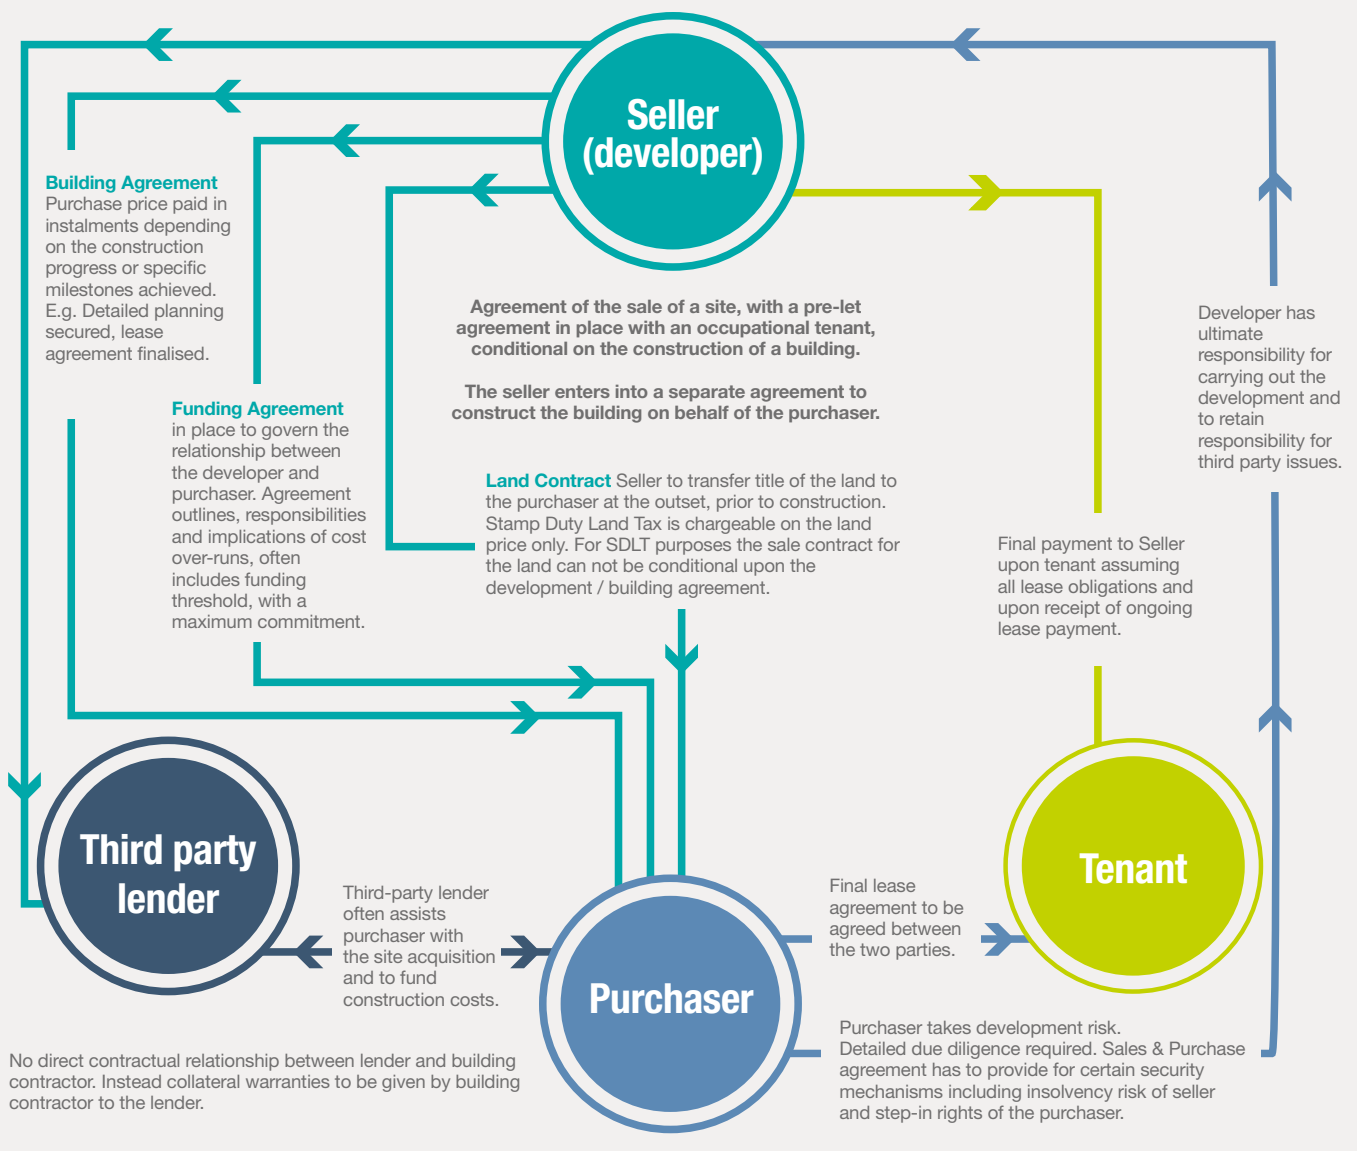 Seller
(developer)
Building Agreement
Purchase price paid in
instalments depending
on the construction
progress or specific
milestones achieved.
E.g. Detailed planning
secured, lease
agreement finalised.
Agreement of the sale of a site, with a pre-let
agreement in place with an occupational tenant,
conditional on the construction of a building.
The seller enters into a separate agreement to
construct the building on behalf of the purchaser.
Developer has
ultimate
responsibility for
carrying out the
development and
to retain
responsibility for
third party issues.
Funding Agreement
in place to govern the
relationship between
the developer and
purchaser. Agreement
outlines, responsibilities
and implications of cost
over-runs, often
includes funding
threshold, with a
maximum commitment.
Land Contract Seller to transfer title of the land to
the purchaser at the outset, prior to construction.
Stamp Duty Land Tax is chargeable on the land
price only. For SDLT purposes the sale contract for
the land can not be conditional upon the
development / building agreement.
Final payment to Seller
upon tenant assuming
all lease obligations and
upon receipt of ongoing
lease payment.
Third party
lender
Third-party lender
often assists
purchaser with
the site acquisition
and to fund
construction costs.
Purchaser
Final lease
agreement to be
agreed between
the two parties.
Tenant
No direct contractual relationship between lender and building
contractor. Instead collateral warranties to be given by building
contractor to the lender.
Purchaser takes development risk.
Detailed due diligence required. Sales & Purchase
agreement has to provide for certain security
mechanisms including insolvency risk of seller
and step-in rights of the purchaser.